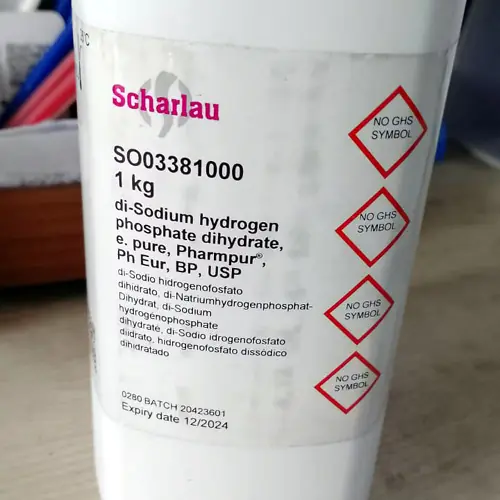 Scharlau
SO03381000
1 kg
di-Sodium hydrogen
phosphate dihydrate,
e. pure, Pharmpur®,
Ph Eur, BP, USP
di-Sodio hidrogenofosfato
dihidrato, di-Natriumhydrogenphosphat-
Dihydrat, di-Sodium
hydrogénophosphate
dihydraté, di-Sodio idrogenofosfato
diidrato, hidrogenofosfato dissódico
dihidratado
0280 BATCH 20423601
Expiry date 12/2024
NO GHS
SYMBOL
NO GHS
SYMBOL
NO GHS
SYMBOL
NO GHS
SYMBOL